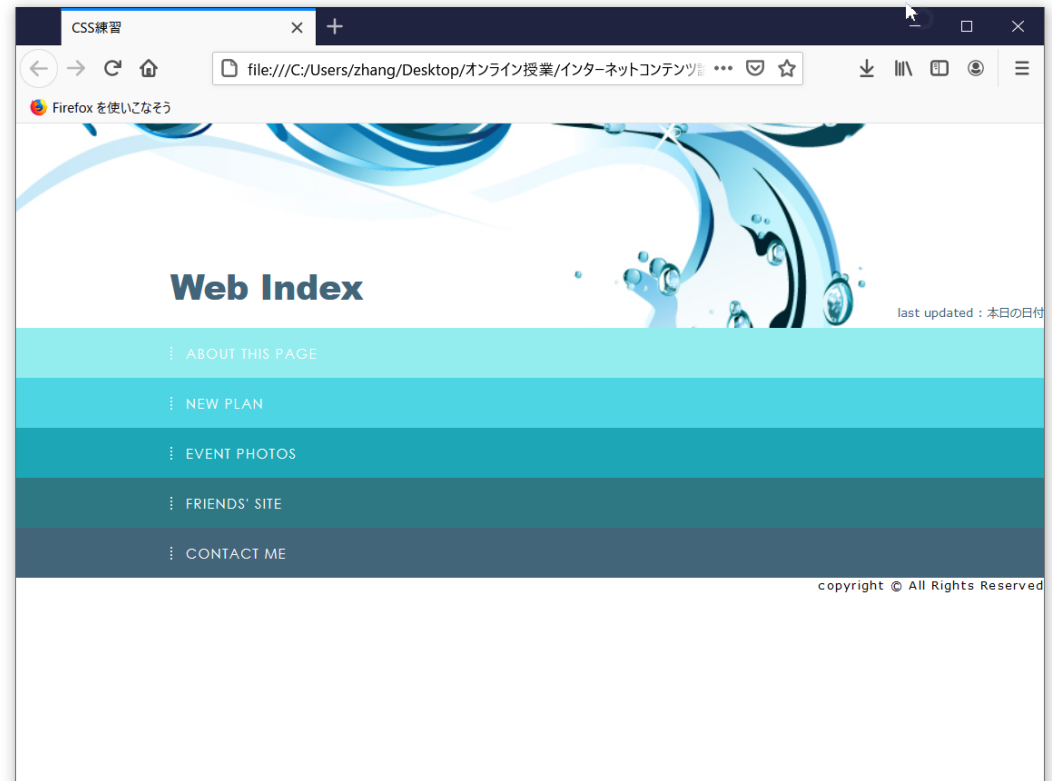 CSS練習
file:///C:/Users/zhang/Desktop/オンライン授業/インターネットコンテンツ
Firefox を使いこなそう
Web Index
last updated : 本日の日付
ABOUT THIS PAGE
NEW PLAN
EVENT PHOTOS
FRIENDS' SITE
CONTACT ME
copyright © All Rights Reserved